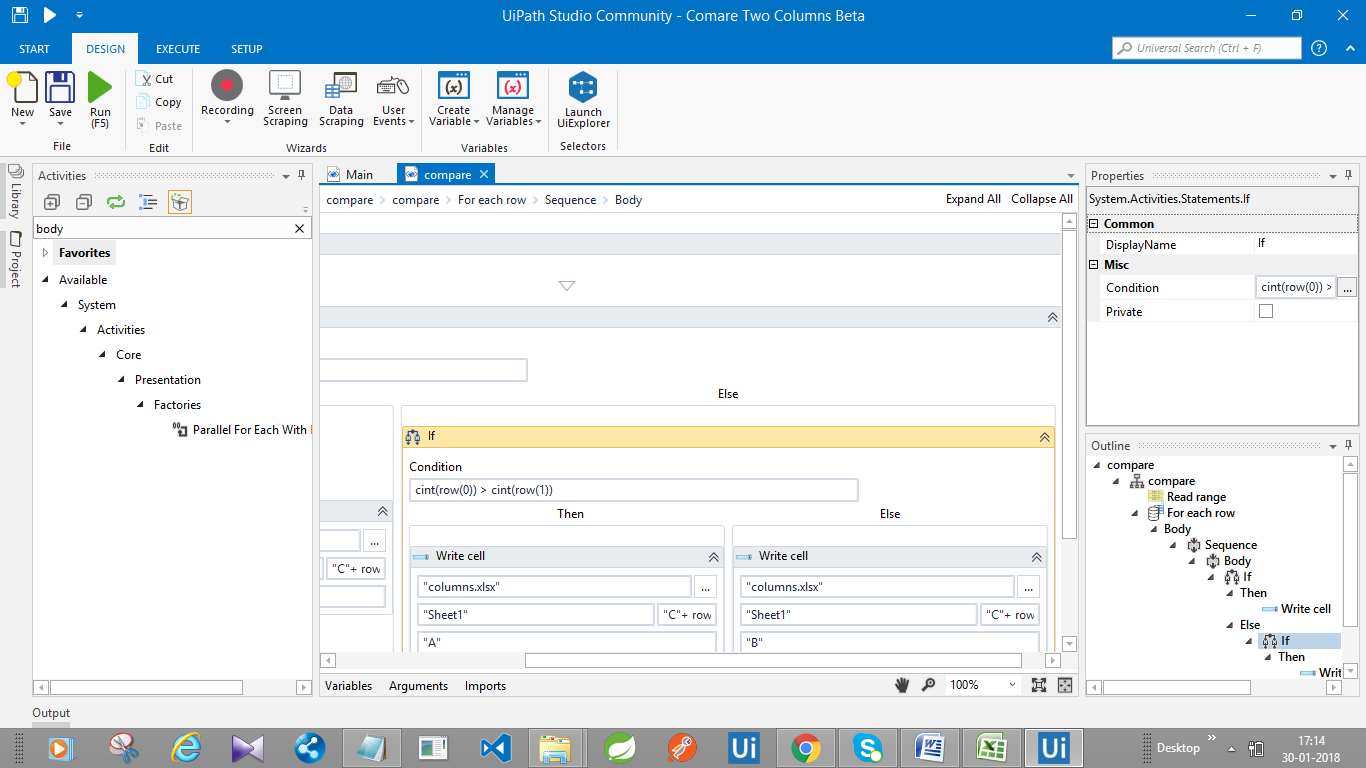 UiPath Studio Community - Comare Two Columns Beta
START DESIGN EXECUTE SETUP
Universal Search (Ctrl + F)
New
Save
Run
(F5)
File
Cut
Copy
Paste
Edit
Recording
Screen
Scraping
Data
Scraping
User
Events
Wizards
Create
Variable
Manage
Variables
Variables
Launch
UiExplorer
Selectors
Library
Project
Activities
body
Favorites
Available
System
Activities
Core
Presentation
Factories
Parallel For Each With
Main
compare
compare > compare > For each row > Sequence > Body
Expand All Collapse All
Else
If
Condition
cint(row(0)) > cint(row(1))
Then
Else
...
"C"+ row
Write cell
"columns.xlsx"
...
"Sheet1"
"C"+ row
"A"
Write cell
"columns.xlsx"
...
"Sheet1"
"C"+ row
"B"
Variables Arguments Imports
100%
Properties
System.Activities.Statements.If
Common
DisplayName If
Misc
Condition cint(row(0)) > ...
Private
Outline
compare
compare
Read range
For each row
Body
Sequence
Body
If
Then
Write cell
Else
If
Then
Writ
Output
Ui
Ui
Desktop
17:14
30-01-2018